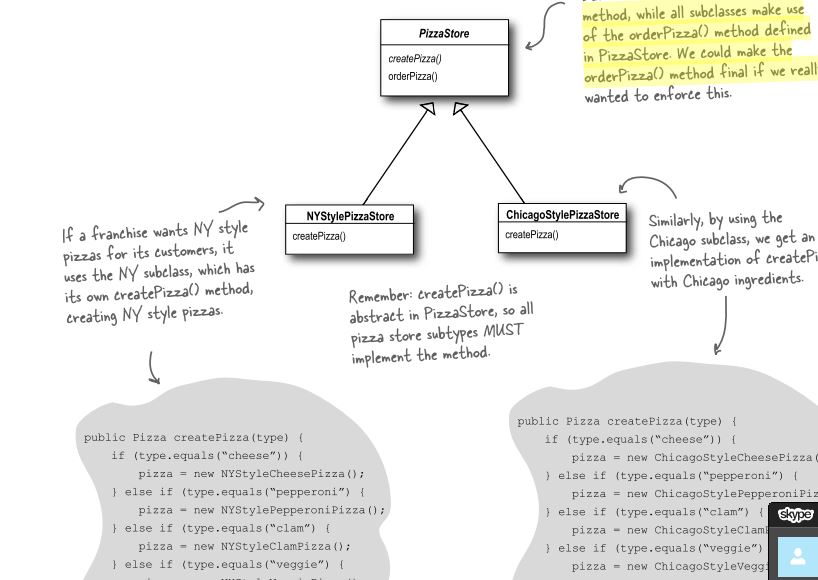 PizzaStore
createPizza()
orderPizza()
method, while all subclasses make use
of the orderPizza() method defined
in PizzaStore. We could make the
orderPizza() method final if we reall
wanted to enforce this.
NYStylePizzaStore
createPizza()
ChicagoStylePizzaStore
createPizza()
If a franchise wants NY style
pizzas for its customers, it
uses the NY subclass, which has
its own createPizza() method,
creating NY style pizzas.
Similarly, by using the
Chicago subclass, we get an
implementation of createPi
with Chicago ingredients.
Remember: createPizza() is
abstract in PizzaStore, so all
pizza store subtypes MUST
implement the method.
public Pizza createPizza(type) {
if (type.equals(“cheese”)) {
pizza = new NYStyleCheesePizza();
} else if (type.equals(“pepperoni”) {
pizza = new NYStylePepperoniPizza();
} else if (type.equals(“clam”) {
pizza = new NYStyleClamPizza();
} else if (type.equals(“veggie”) {
public Pizza createPizza(type) {
if (type.equals(“cheese”)) {
pizza = new ChicagoStyleCheesePizza(
} else if (type.equals(“pepperoni”) {
pizza = new ChicagoStylePepperoniPiz
} else if (type.equals(“clam”) {
pizza = new ChicagoStyleClam
} else if (type.equals(“veggie”)
pizza = new ChicagoStyleVeggi
skype